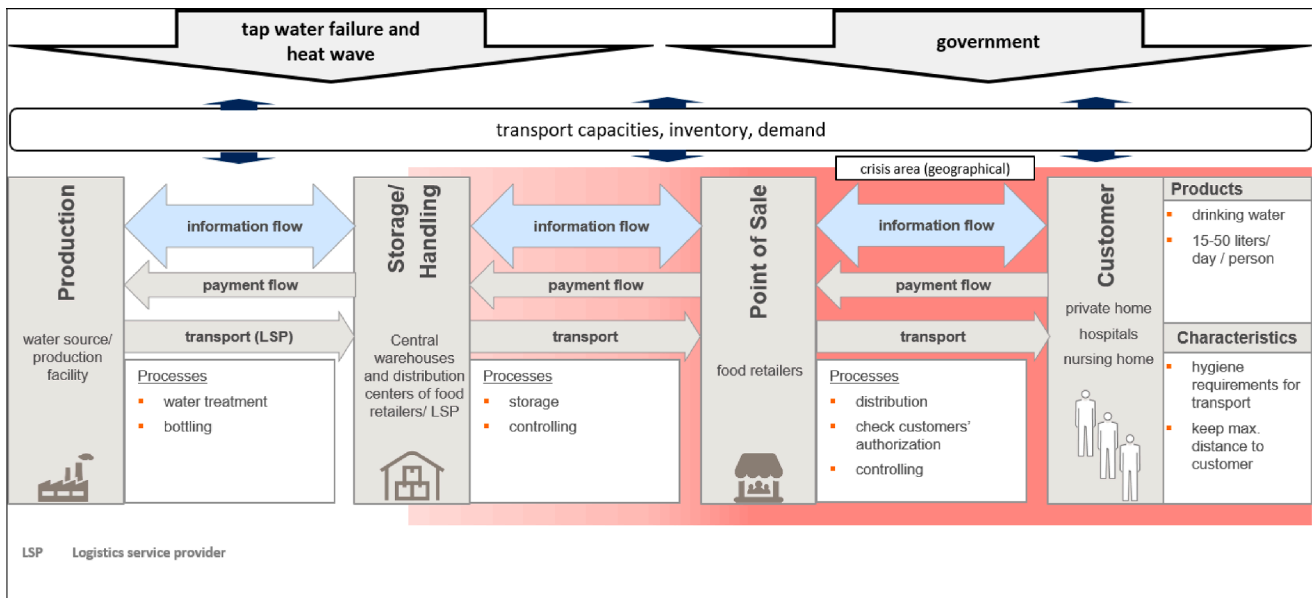 tap water failure and
heat wave
government
transport capacities, inventory, demand
crisis area (geographical)
Production
water source/
production
facility
information flow
payment flow
transport (LSP)
Processes
water treatment
bottling
Storage/
Handling
Central
warehouses
and distribution
centers of food
retailers/ LSP
information flow
payment flow
transport
Processes
storage
controlling
Point of Sale
food retailers
information flow
payment flow
transport
Processes
distribution
check customers'
authorization
controlling
Customer
private home
hospitals
nursing home
Products
drinking water
15-50 liters/
day / person
Characteristics
hygiene
requirements for
transport
keep max.
distance to
customer
LSP Logistics service provider